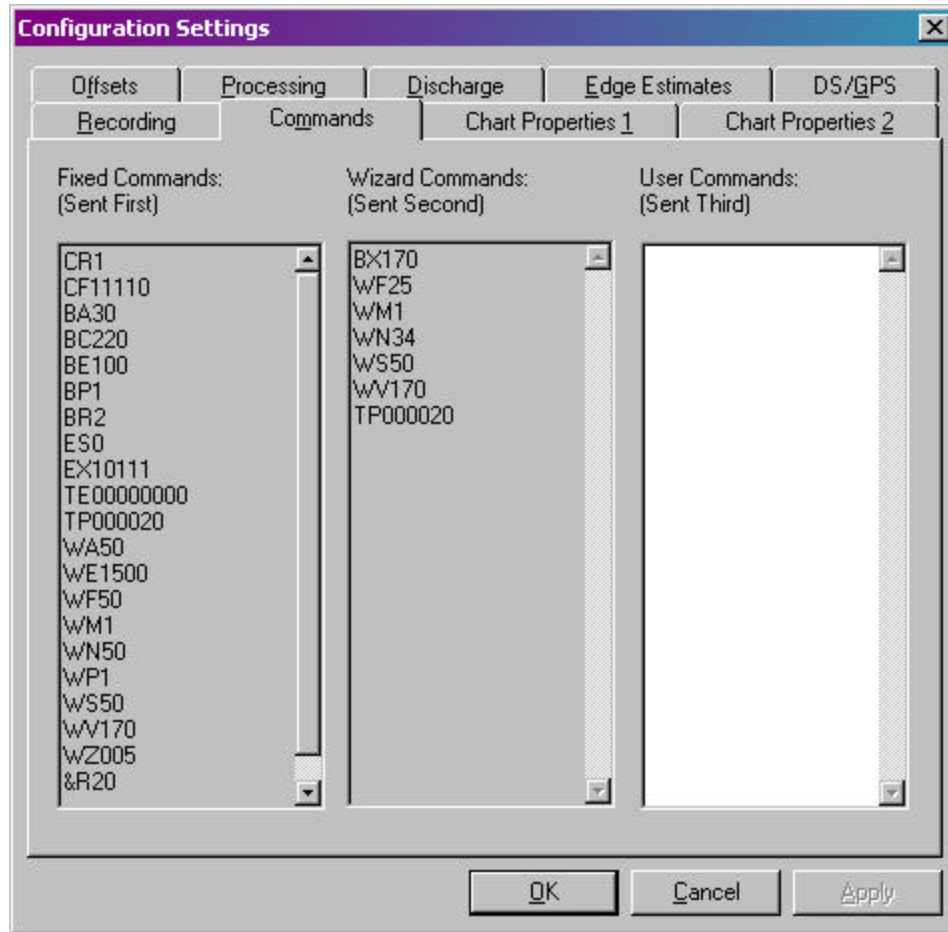 Configuration Settings
Offsets
Processing
Discharge
Edge Estimates
DS/GPS
Recording
Commands
Chart Properties 1
Chart Properties 2
Fixed Commands:
(Sent First)
Wizard Commands:
(Sent Second)
User Commands:
(Sent Third)
CR1
CF11110
BA30
BC220
BE100
BP1
BR2
ES0
EX10111
TE00000000
TP000020
WA50
WE1500
WF50
WM1
WN50
WP1
WS50
WV170
WZ005
&R20
BX170
WF25
WM1
WN34
WS50
WV170
TP000020
OK
Cancel
Apply